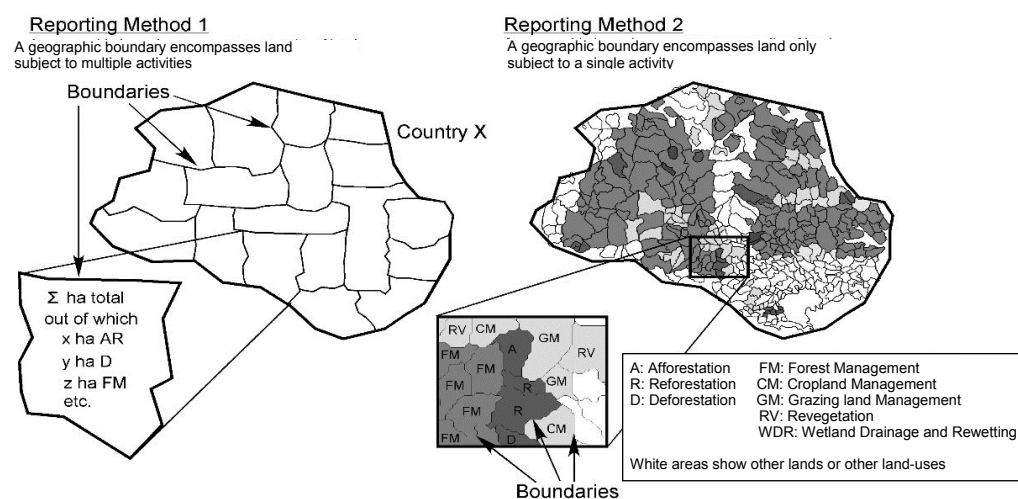 Reporting Method 1
A geographic boundary encompasses land
subject to multiple activities
Boundaries
Country X
Σ ha total
out of which
x ha AR
y ha D
z ha FM
etc.
Reporting Method 2
A geographic boundary encompasses land only
subject to a single activity
RV
CM
GM
RV
A
FM
FM
FM
GM
R
FM
R
CM
FM
D
Boundaries
A: Afforestation
R: Reforestation
D: Deforestation
FM: Forest Management
CM: Cropland Management
GM: Grazing land Management
RV: Revegetation
WDR: Wetland Drainage and Rewetting
White areas show other lands or other land-uses